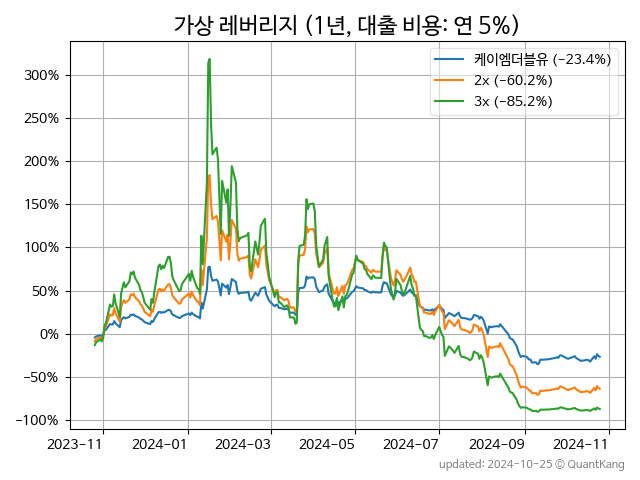 가상 레버리지 (1년, 대출 비용: 연 5%)
케이엠더블유 (-23.4%)
2x (-60.2%)
3x (-85.2%)
300%
250%
200%
150%
100%
50%
0%
-50%
-100%
2023-11 2024-01 2024-03 2024-05 2024-07 2024-09 2024-11
updated: 2024-10-25 © QuantKang